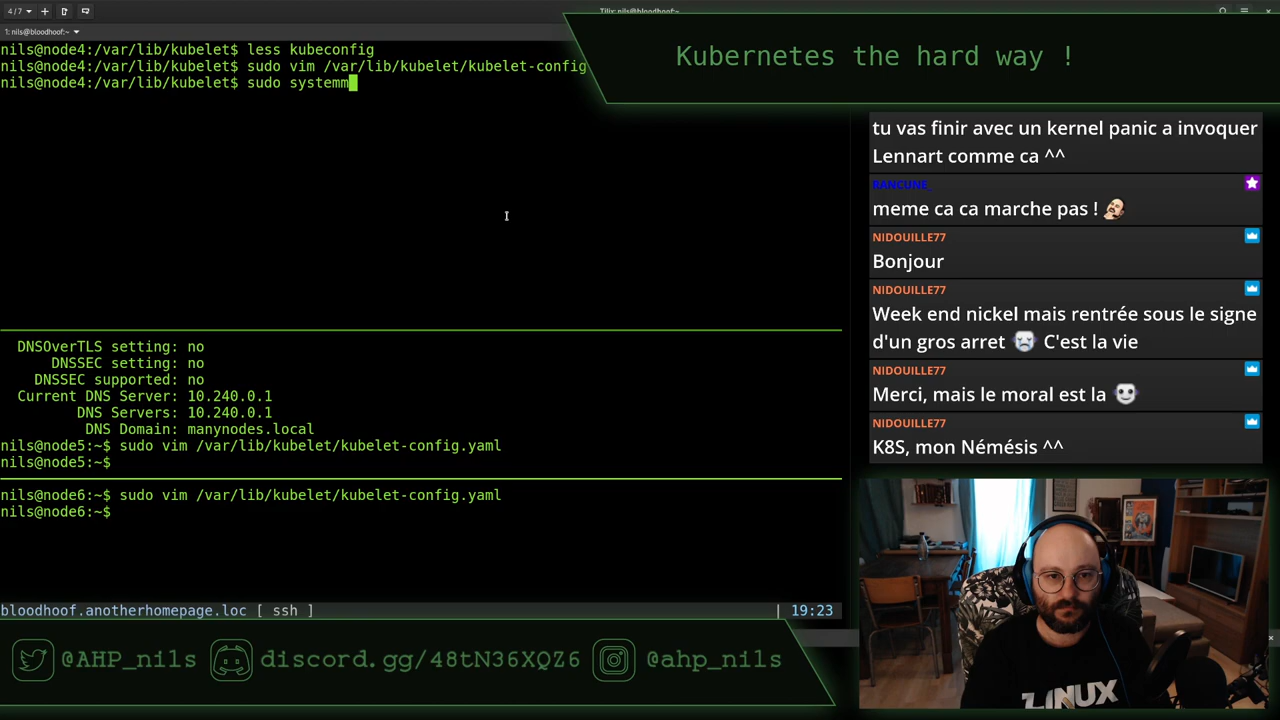 4 / 7
Tilix: nils@bloodhoof:~
1: nils@bloodhoof:~
nils@node4:/var/lib/kubelet$ less kubeconfig
nils@node4:/var/lib/kubelet$ sudo vim /var/lib/kubelet/kubelet-config
nils@node4:/var/lib/kubelet$ sudo systemm
Kubernetes the hard way !
tu vas finir avec un kernel panic a invoquer
Lennart comme ca ^^
RANCUNE_
meme ca ca marche pas !
NIDOUILLE77
Bonjour
NIDOUILLE77
Week end nickel mais rentrée sous le signe
d'un gros arret C'est la vie
NIDOUILLE77
Merci, mais le moral est la
NIDOUILLE77
K8S, mon Némésis ^^
DNSOverTLS setting: no
DNSSEC setting: no
DNSSEC supported: no
Current DNS Server: 10.240.0.1
DNS Servers: 10.240.0.1
DNS Domain: manynodes.local
nils@node5:~$ sudo vim /var/lib/kubelet/kubelet-config.yaml
nils@node5:~$
nils@node6:~$ sudo vim /var/lib/kubelet/kubelet-config.yaml
nils@node6:~$
bloodhoof.anotherhomepage.loc [ ssh ] | 19:23
@AHP_nils discord.gg/48tN36XQZ6 @ahp_nils
LINUX